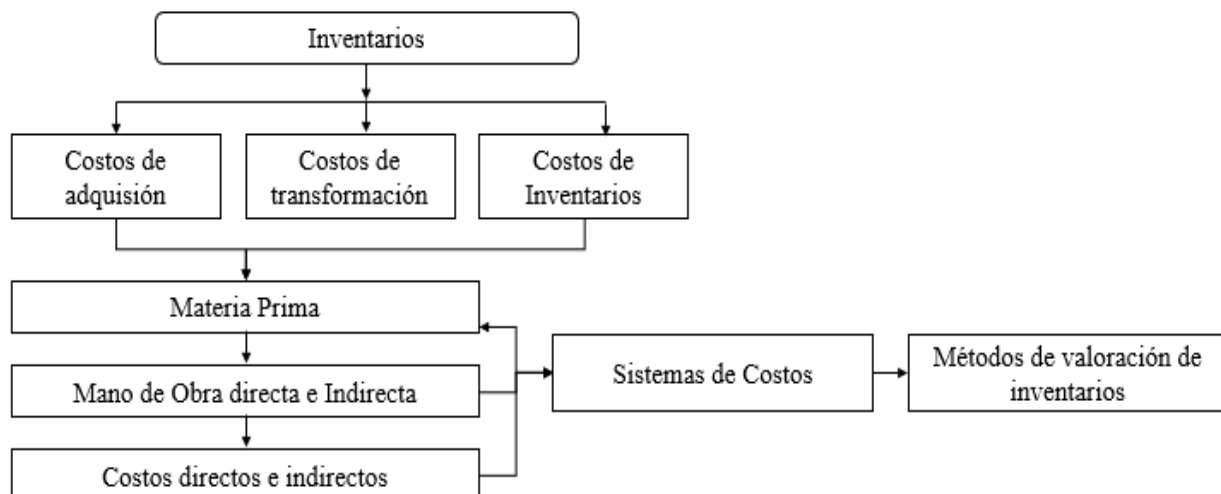 Inventarios
Costos de
adquisión
Costos de
transformación
Costos de
Inventarios
Materia Prima
Mano de Obra directa e Indirecta
Costos directos e indirectos
Sistemas de Costos
Métodos de valoración de
inventarios